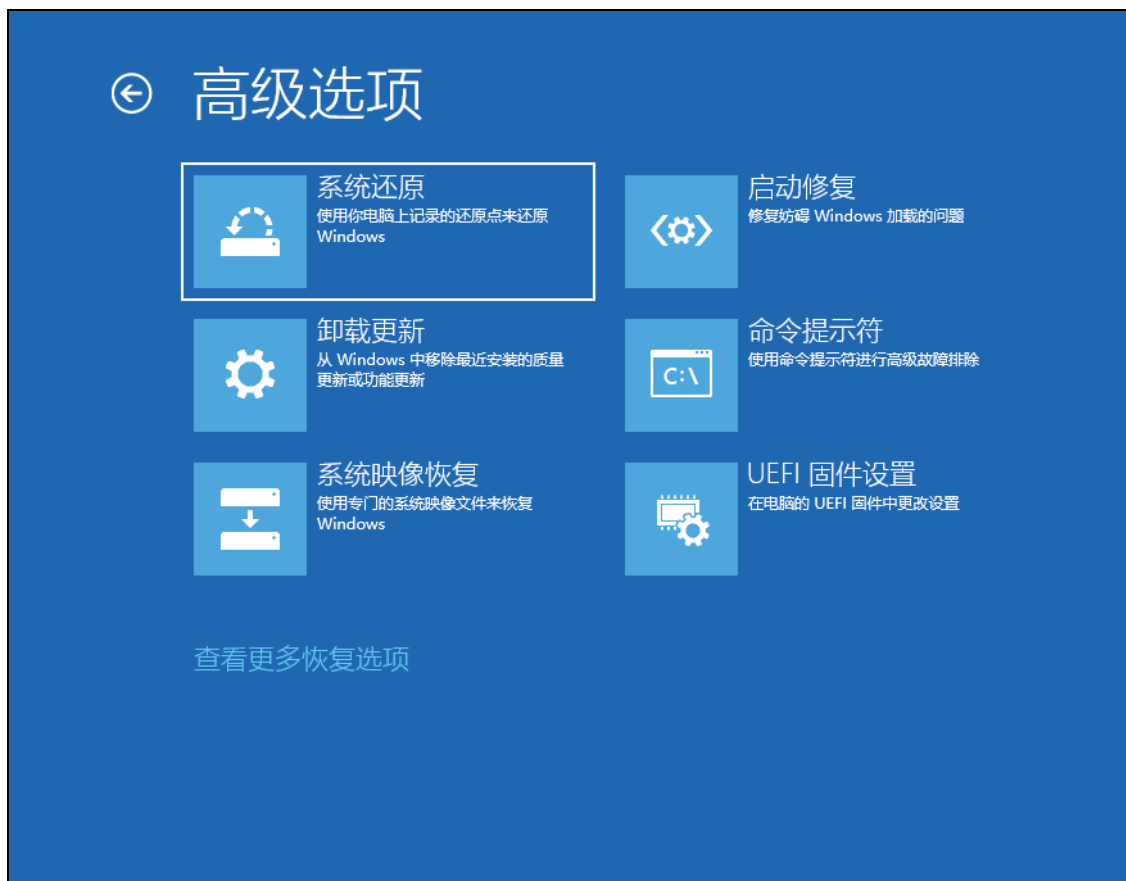 高级选项
系统还原
使用你电脑上记录的还原点来还原
Windows
启动修复
修复妨碍 Windows 加载的问题
卸载更新
从 Windows 中移除最近安装的质量
更新或功能更新
命令提示符
使用命令提示符进行高级故障排除
C:\
系统映像恢复
使用专门的系统映像文件来恢复
Windows
UEFI 固件设置
在电脑的 UEFI 固件中更改设置
查看更多恢复选项